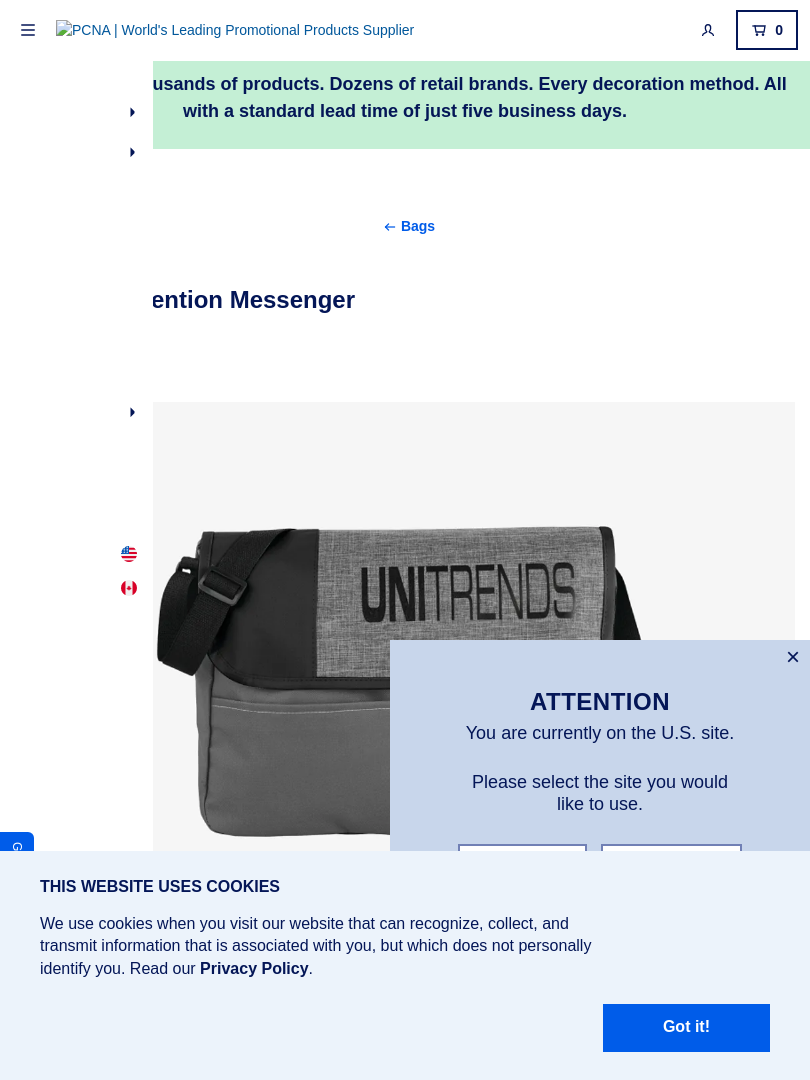 PCNA | World's Leading Promotional Products Supplier
0
of products. Dozens of retail brands. Every decoration method. All
with a standard lead time of just five business days.
Bags
Messenger
UNITRENDS
ATTENTION
You are currently on the U.S. site.
Please select the site you would
like to use.
THIS WEBSITE USES COOKIES
We use cookies when you visit our website that can recognize, collect, and
transmit information that is associated with you, but which does not personally
identify you. Read our Privacy Policy.
Got it!